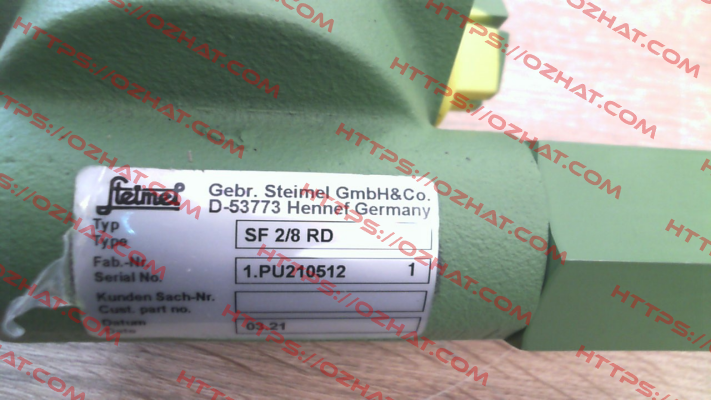 Steimel
Gebr. Steimel GmbH&Co.
D-53773 Hennef Germany
Typ
Type
SF 2/8 RD
Fab.-Nr.
Serial No.
1.PU210512 1
Kunden Sach-Nr.
Cust. part no.
Datum
Date
03.21
HTTPS://OZHAT.COM